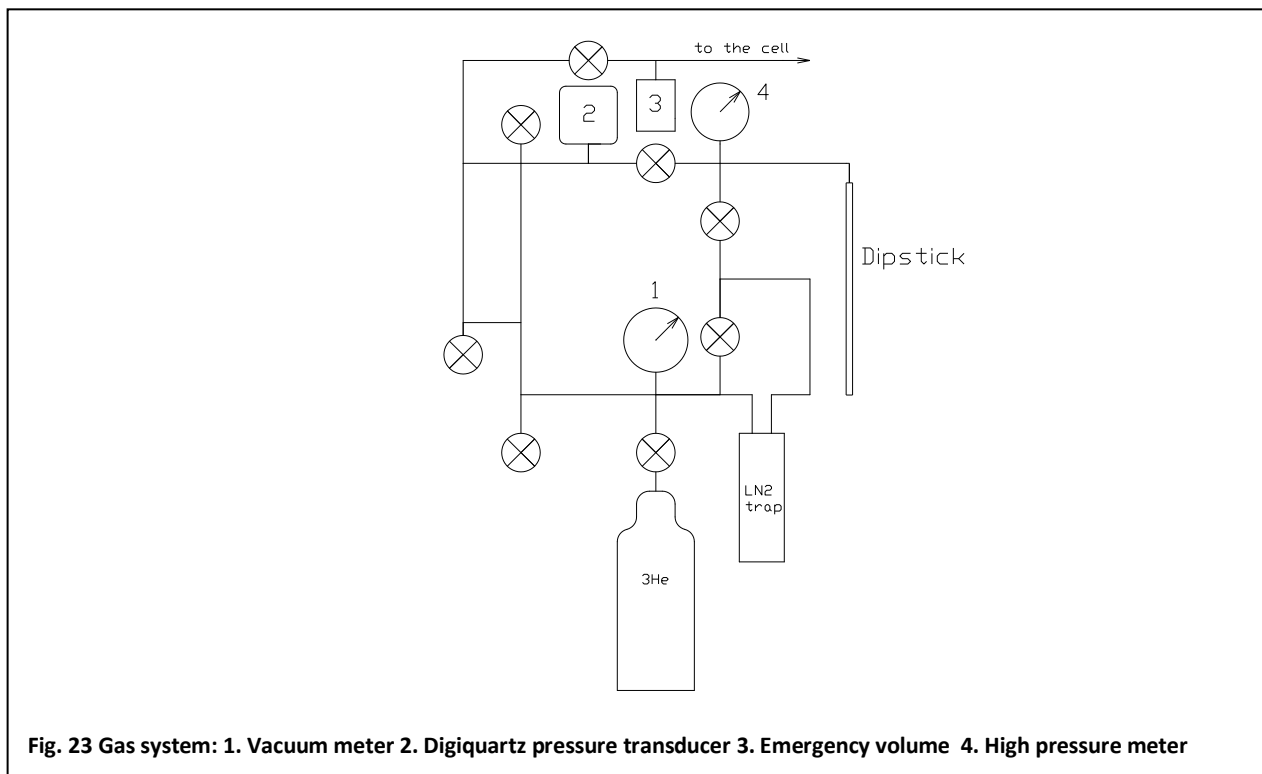 to the cell
2
3
4
Dipstick
1
LN2
trap
3He
Fig. 23 Gas system: 1. Vacuum meter 2. Digiquartz pressure transducer 3. Emergency volume 4. High pressure meter